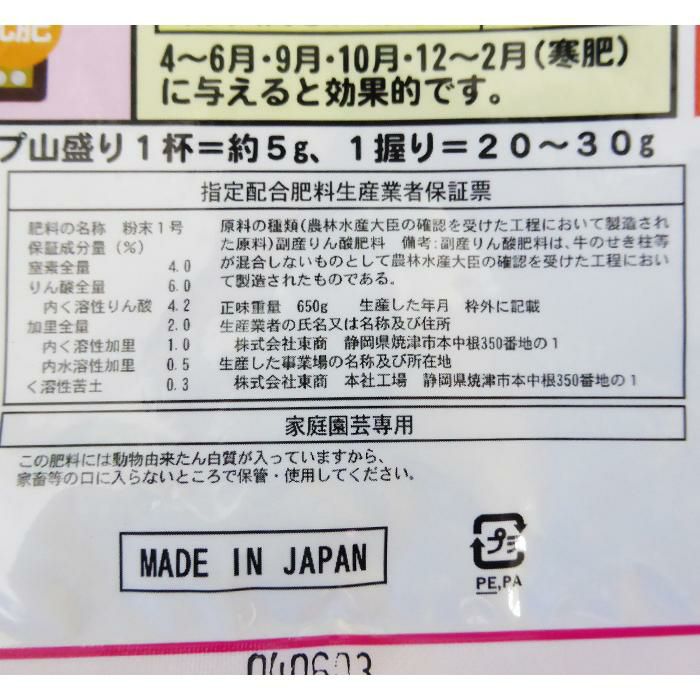 4～6月・9月・10月・12～2月(寒肥)
に与えると効果的です。
プ山盛り１杯＝約５g、１握り＝２０～３０g
指定配合肥料生産業者保証票
肥料の名称 粉末１号
保証成分量(％)
窒素全量 4.0
りん酸全量 6.0
内く溶性りん酸 4.2
加里全量 2.0
内く溶性加里 1.0
内水溶性加里 0.5
く溶性苦土 0.3
原料の種類(農林水産大臣の確認を受けた工程において製造され
た原料)副産りん酸肥料 備考:副産りん酸肥料は、牛のせき柱等
が混合しないものとして農林水産大臣の確認を受けた工程におい
て製造されたものである。
正味重量 650g 生産した年月 枠外に記載
生産業者の氏名又は名称及び住所
株式会社東商 静岡県焼津市本中根350番地の１
生産した事業場の名称及び所在地
株式会社東商 本社工場 静岡県焼津市本中根350番地の１
家庭園芸専用
この肥料には動物由来たん白質が入っていますから、
家畜等の口に入らないところで保管・使用してください。
MADE IN JAPAN
プラ
PE,PA